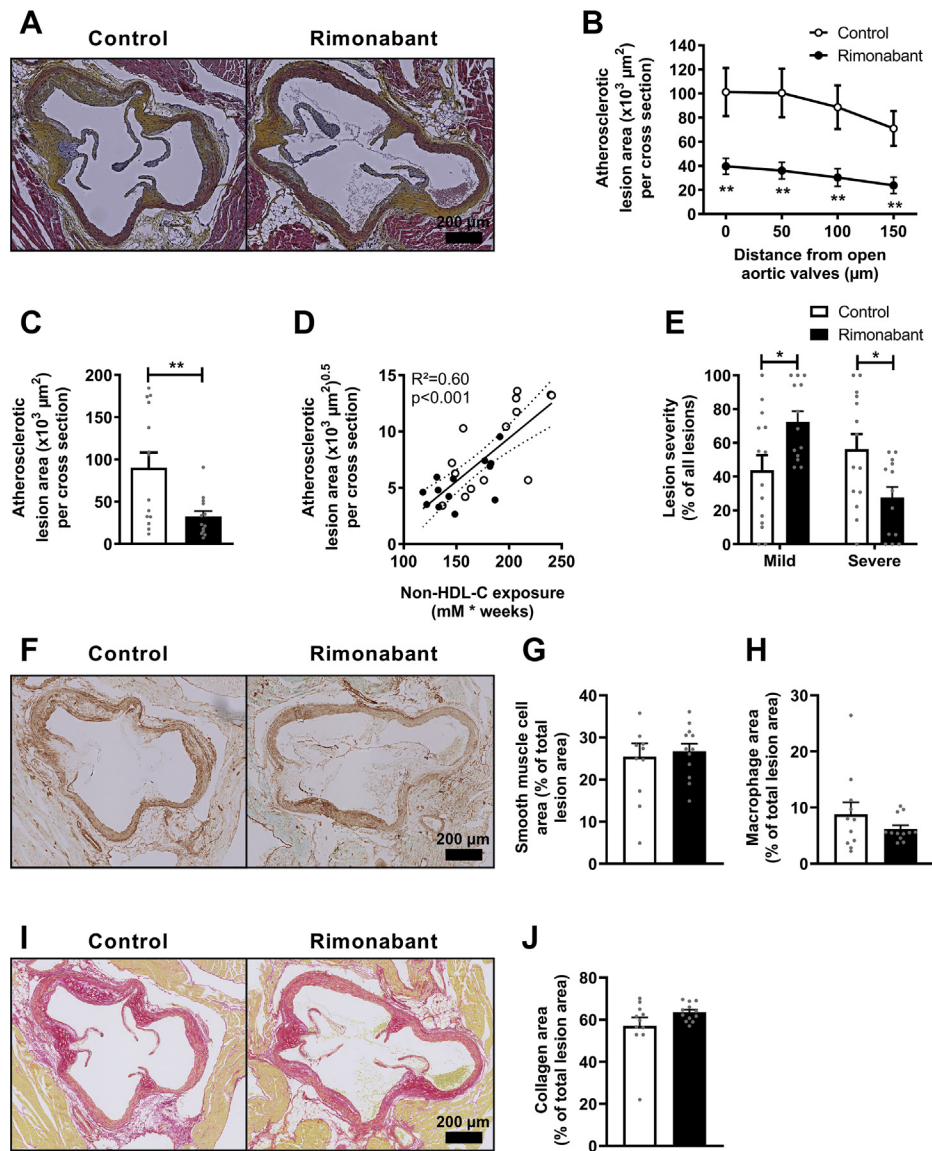 A
Control
Rimonabant
200 µm
B
Control
Rimonabant
Atherosclerotic
lesion area (x10³ µm²)
per cross section)
120
100
80
60
40
20
0
**
**
**
**
0
50
100
150
Distance from open
aortic valves (µm)
C
Atherosclerotic
lesion area (x10³ µm²)
per cross section
200
150
100
50
0
**
D
Atherosclerotic
lesion area (x10³ µm²)⁰·⁵
per cross section
15
10
5
0
R²=0.60
p<0.001
100
150
200
250
Non-HDL-C exposure
(mM * weeks)
E
Control
Rimonabant
Lesion severity
(% of all lesions)
100
80
60
40
20
0
*
*
Mild
Severe
F
Control
Rimonabant
200 µm
G
Smooth muscle cell
area (% of total
lesion area)
40
30
20
10
0
H
Macrophage area
(% of total lesion area)
30
20
10
0
I
Control
Rimonabant
200 µm
J
Collagen area
(% of total lesion area)
80
60
40
20
0